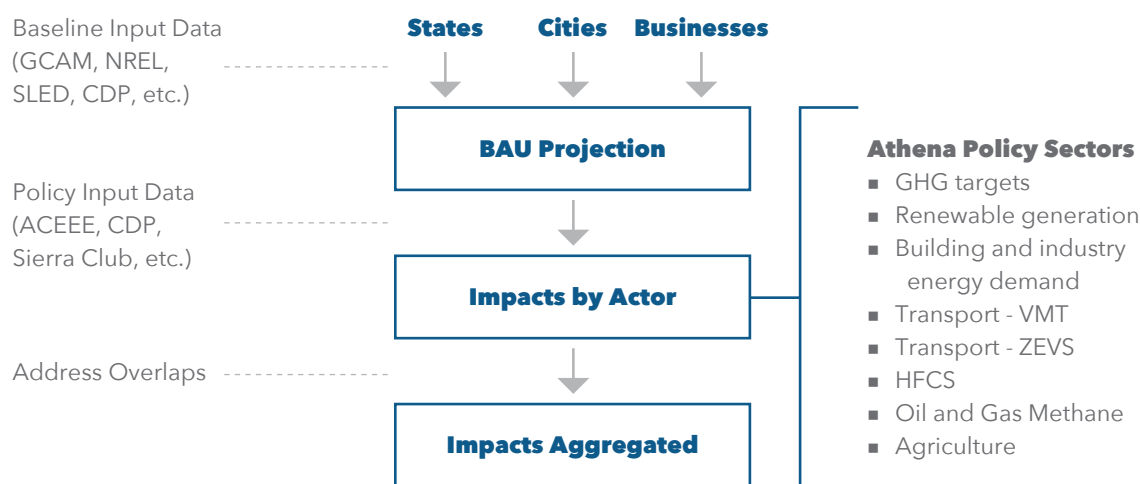 Baseline Input Data
(GCAM, NREL,
SLED, CDP, etc.)
States Cities Businesses
BAU Projection
Policy Input Data
(ACEEE, CDP,
Sierra Club, etc.)
Impacts by Actor
Address Overlaps
Impacts Aggregated
Athena Policy Sectors
■ GHG targets
■ Renewable generation
■ Building and industry
energy demand
■ Transport - VMT
■ Transport - ZEVS
■ HFCS
■ Oil and Gas Methane
■ Agriculture